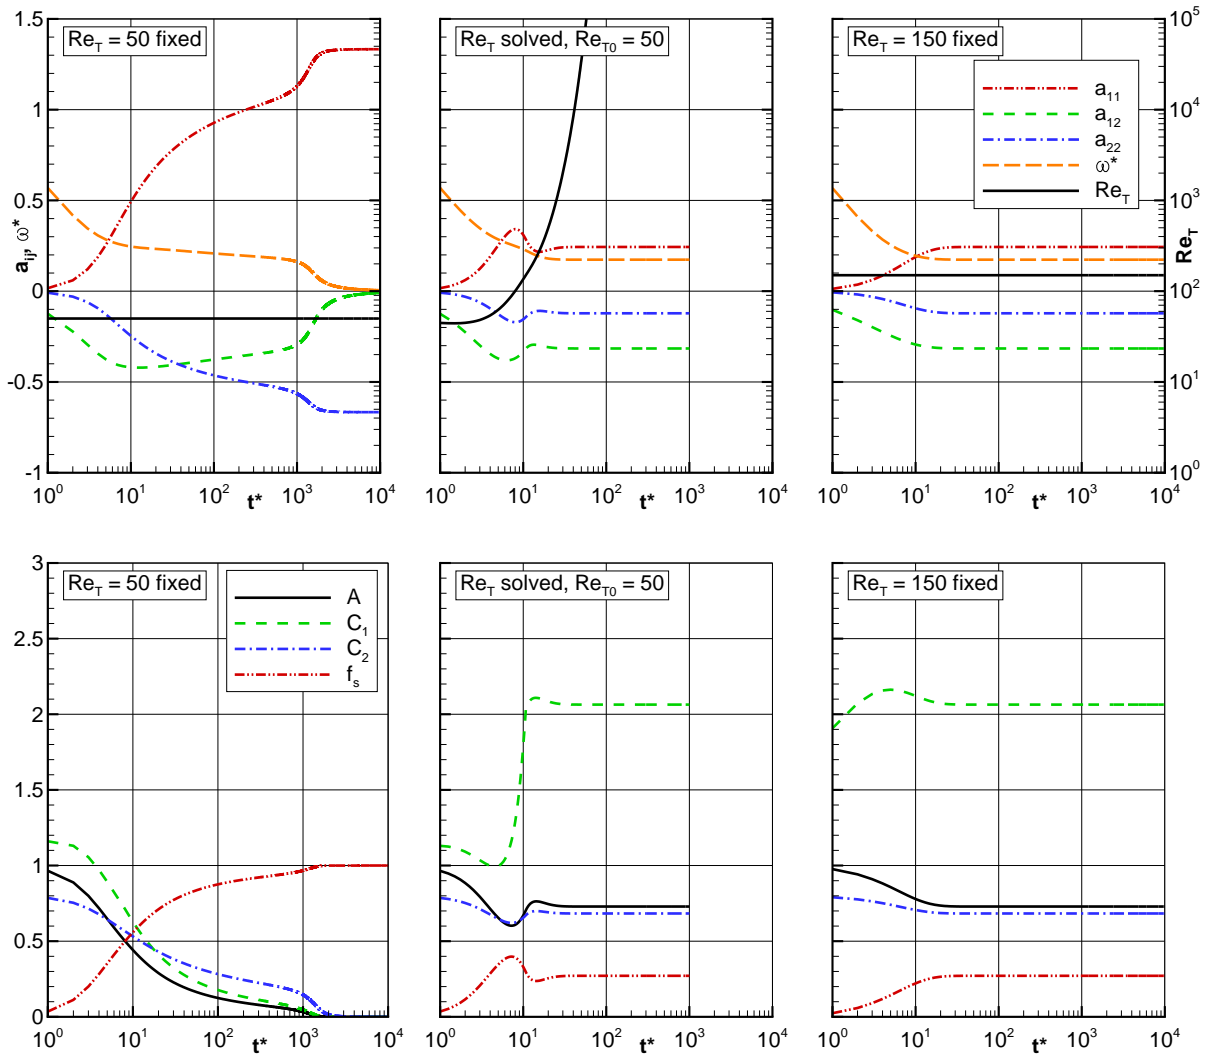 Re_T = 50 fixed
Re_T solved, Re_T0 = 50
Re_T = 150 fixed
a_11
a_12
a_22
ω*
Re_T
a_ij, ω*
1.5
1
0.5
0
-0.5
-1
Re_T
10^5
10^4
10^3
10^2
10^1
10^0
10^0 10^1 10^2 10^3 10^4
t*
10^0 10^1 10^2 10^3 10^4
t*
10^0 10^1 10^2 10^3 10^4
t*
Re_T = 50 fixed
Re_T solved, Re_T0 = 50
Re_T = 150 fixed
A
C_1
C_2
f_s
3
2.5
2
1.5
1
0.5
0
10^0 10^1 10^2 10^3 10^4
t*
10^0 10^1 10^2 10^3 10^4
t*
10^0 10^1 10^2 10^3 10^4
t*